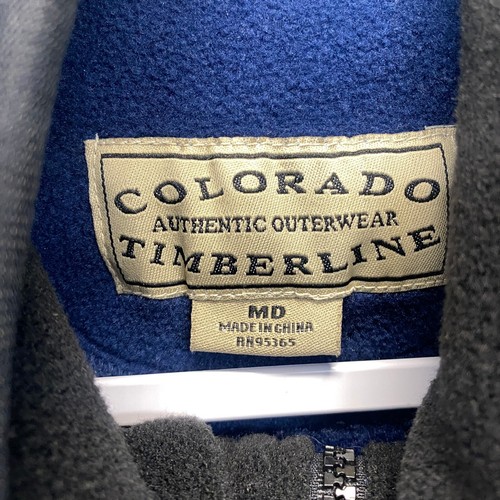 COLORADO
AUTHENTIC OUTERWEAR
TIMBERLINE
MD
MADE IN CHINA
RN95365